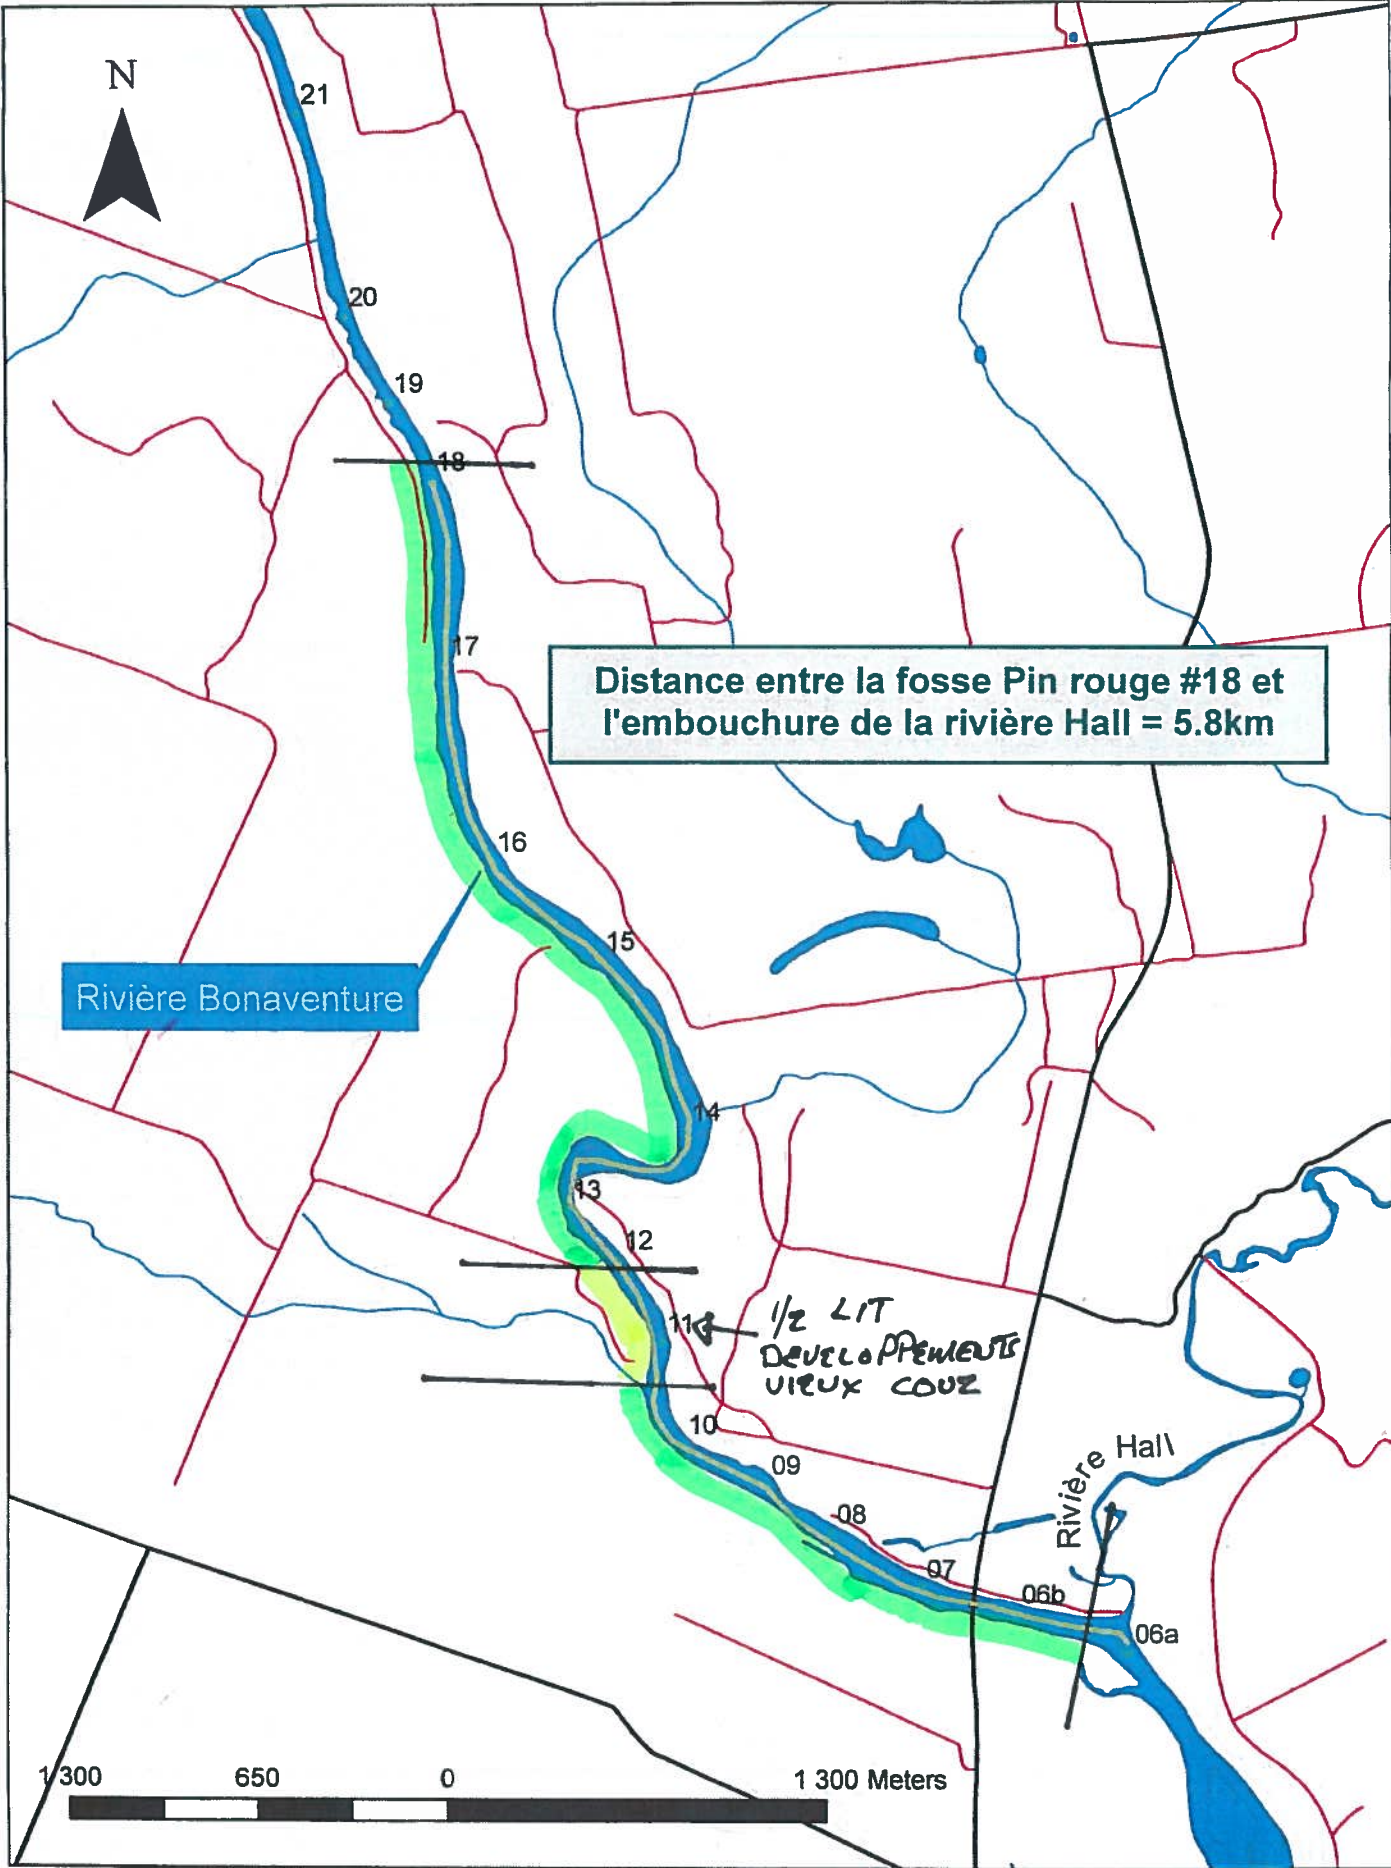 N
21
20
19
18
17
Distance entre la fosse Pin rouge #18 et
l'embouchure de la rivière Hall = 5.8km
16
15
Rivière Bonaventure
14
13
12
11
1/2 LIT
DEVELOPPEMENTS
VIEUX COUZ
10
09
Rivière Hall
08
07
06b
06a
1 300 650 0 1 300 Meters